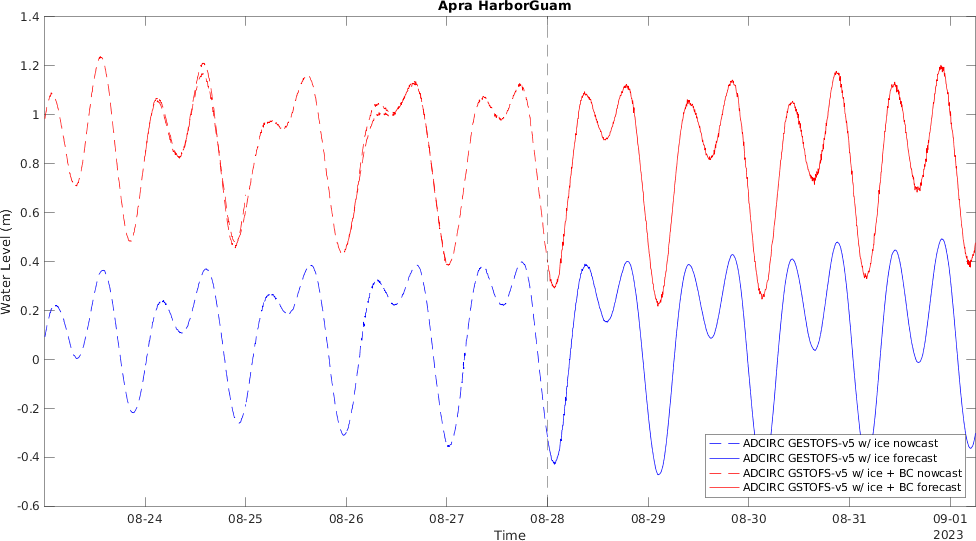 Apra HarborGuam
Water Level (m)
1.4
1.2
1
0.8
0.6
0.4
0.2
0
-0.2
-0.4
-0.6
ADCIRC GESTOFS-v5 w/ ice nowcast
ADCIRC GESTOFS-v5 w/ ice forecast
ADCIRC GSTOFS-v5 w/ ice + BC nowcast
ADCIRC GSTOFS-v5 w/ ice + BC forecast
08-24 08-25 08-26 08-27 08-28 08-29 08-30 08-31 09-01
2023
Time